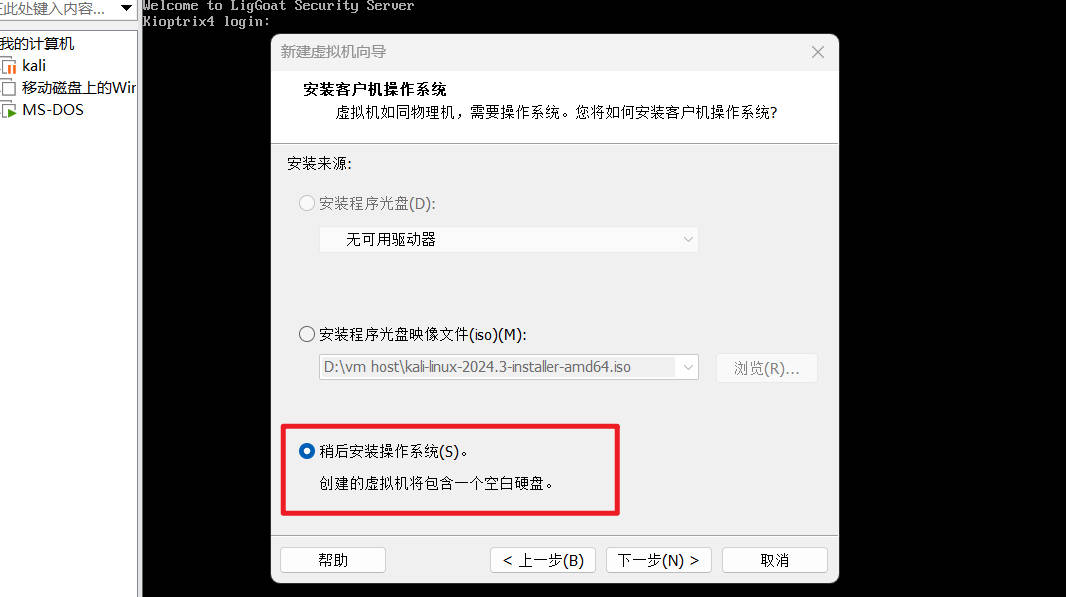 在此处键入内容...
我的计算机
kali
移动磁盘上的Wir
MS-DOS
Welcome to LigGoat Security Server
Kioptrix4 login:
新建虚拟机向导
安装客户机操作系统
虚拟机如同物理机，需要操作系统。您将如何安装客户机操作系统?
安装来源:
安装程序光盘(D):
无可用驱动器
安装程序光盘映像文件(iso)(M):
D:\vm host\kali-linux-2024.3-installer-amd64.iso
浏览(R)...
稍后安装操作系统(S)。
创建的虚拟机将包含一个空白硬盘。
帮助
< 上一步(B)
下一步(N) >
取消